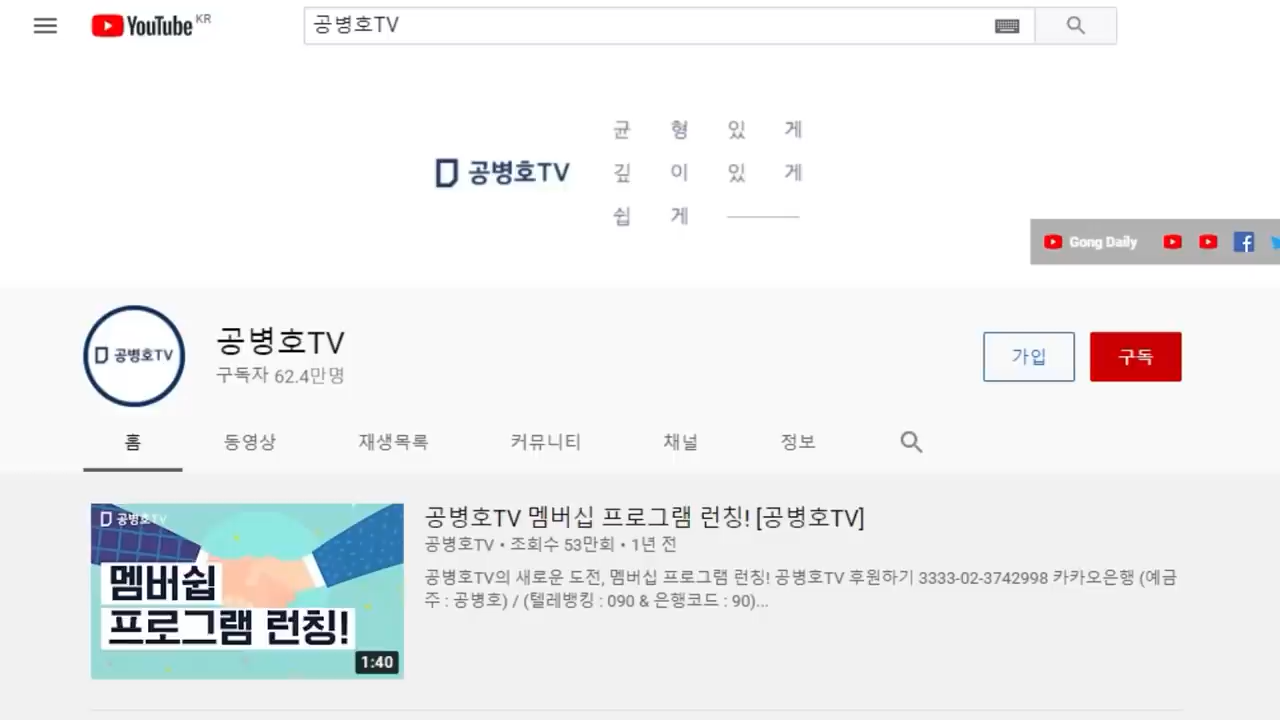 YouTube KR
공병호TV
균 형 있 게
공병호TV
깊 이 있 게
쉽 게
Gong Daily
공병호TV
공병호TV
구독자 62.4만명
가입
구독
홈 동영상 재생목록 커뮤니티 채널 정보
공병호TV
멤버쉽
프로그램 런칭!
1:40
공병호TV 멤버십 프로그램 런칭! [공병호TV]
공병호TV • 조회수 53만회 • 1년 전
공병호TV의 새로운 도전, 멤버십 프로그램 런칭! 공병호TV 후원하기 3333-02-3742998 카카오은행 (예금
주 : 공병호) / (텔레뱅킹 : 090 & 은행코드 : 90)...